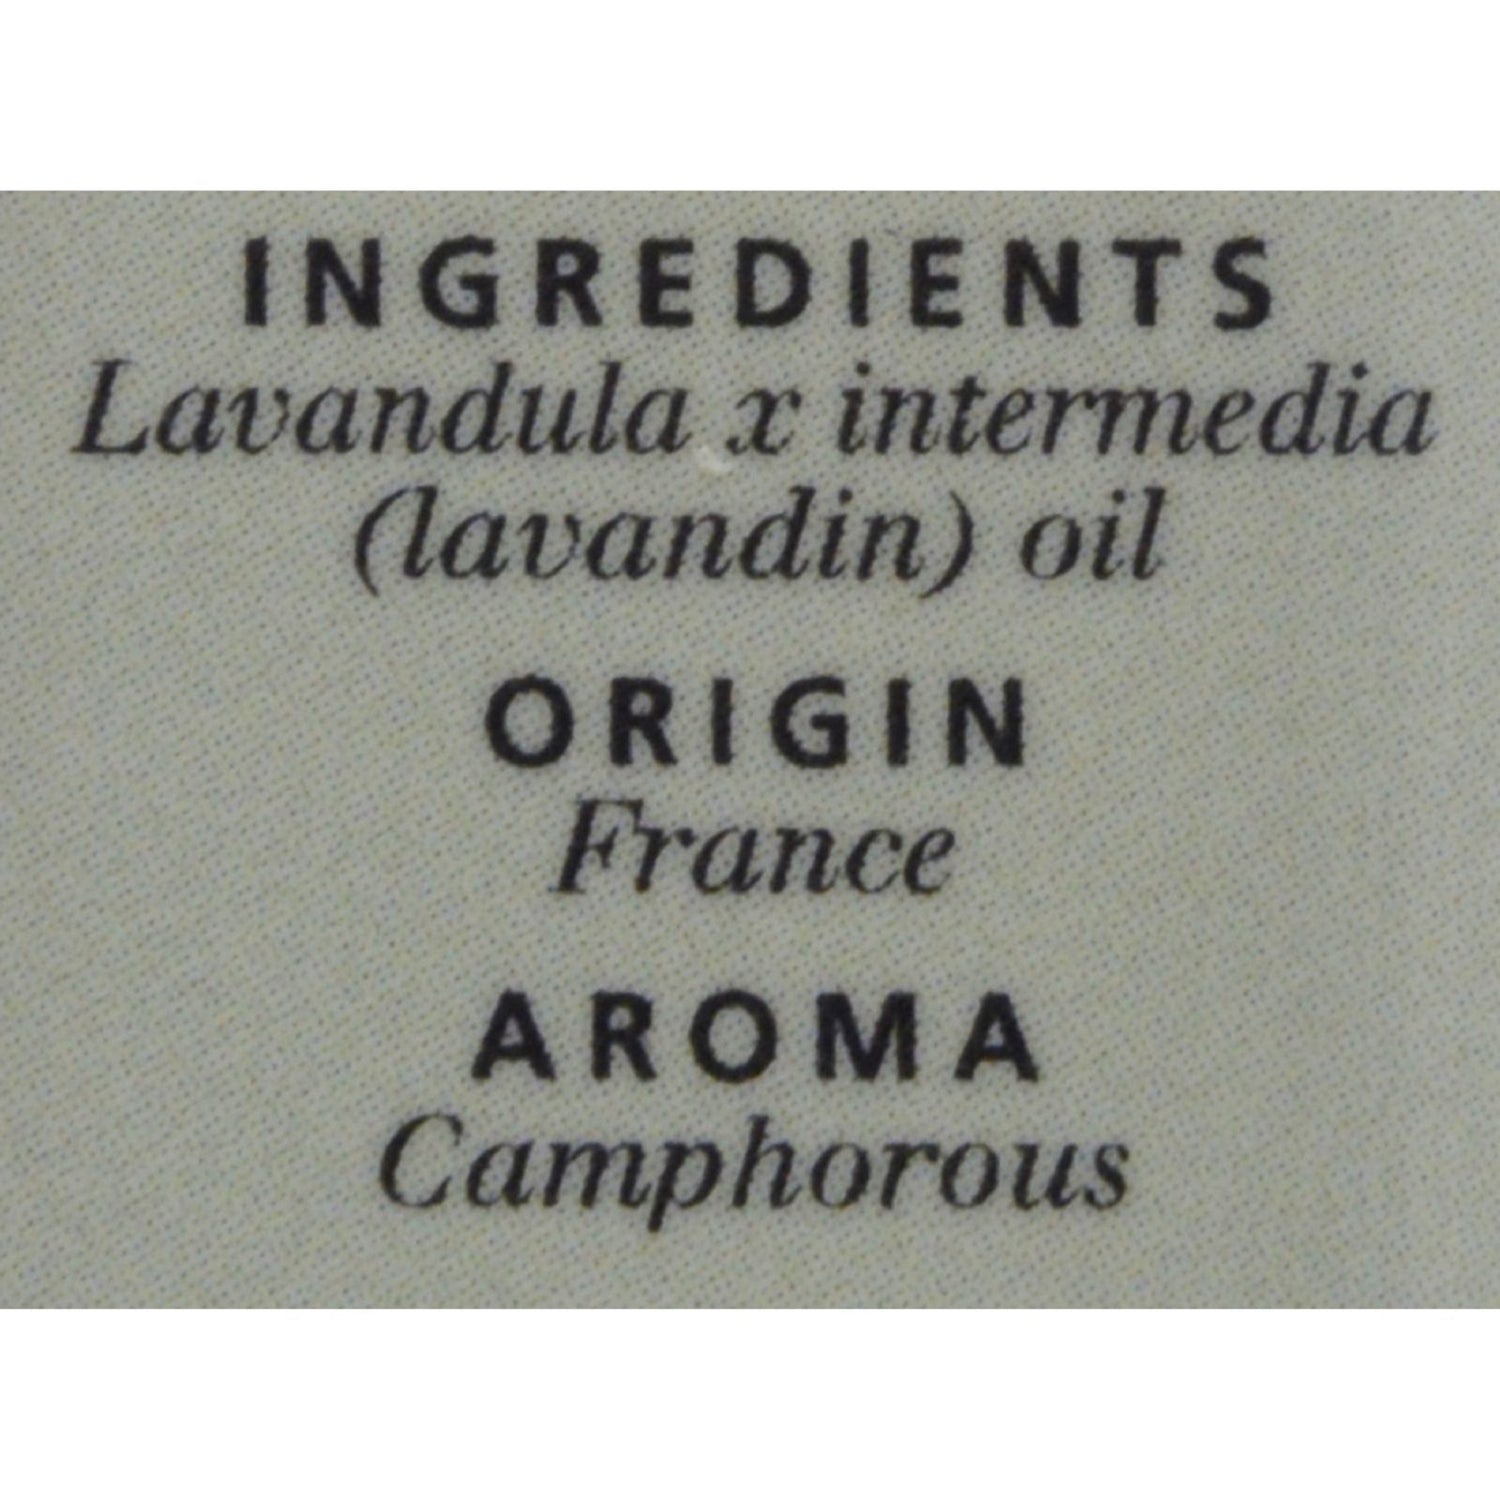 INGREDIENTS
Lavandula x intermedia
(lavandin) oil
ORIGIN
France
AROMA
Camphorous